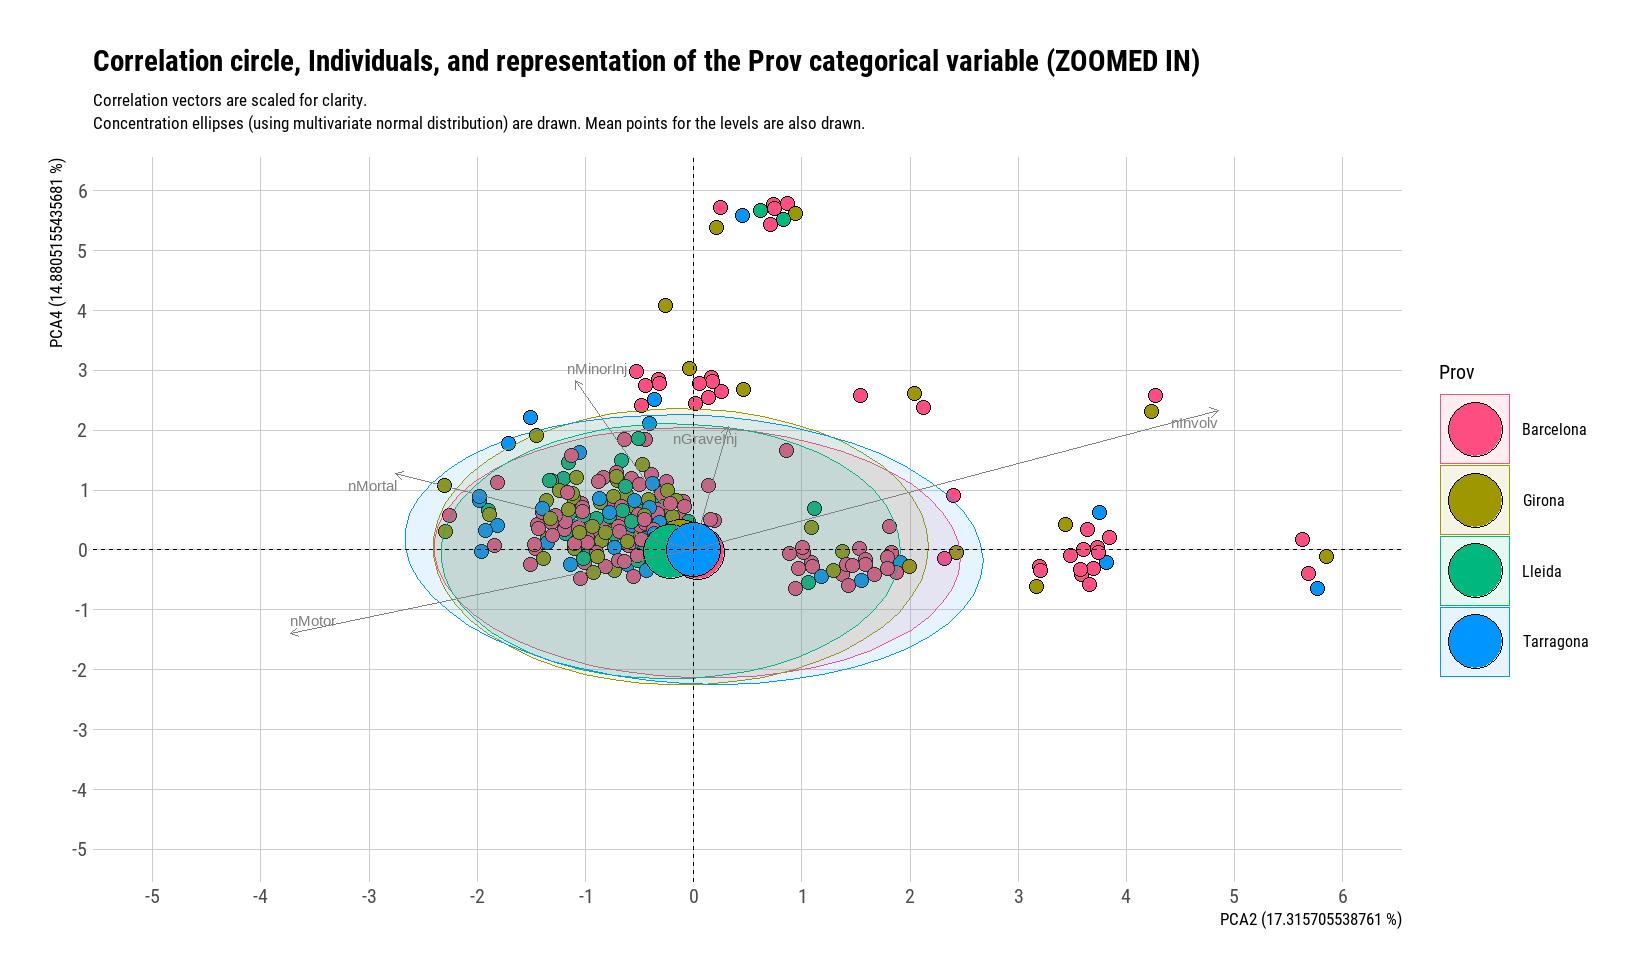 Correlation circle, Individuals, and representation of the Prov categorical variable (ZOOMED IN)
Correlation vectors are scaled for clarity.
Concentration ellipses (using multivariate normal distribution) are drawn. Mean points for the levels are also drawn.
PCA4 (14.8805155435681 %)
6
5
4
3
2
1
0
-1
-2
-3
-4
-5
nMinorInj
nGraveInj
nInvolv
nMortal
nMotor
-5
-4
-3
-2
-1
0
1
2
3
4
5
6
PCA2 (17.315705538761 %)
Prov
Barcelona
Girona
Lleida
Tarragona